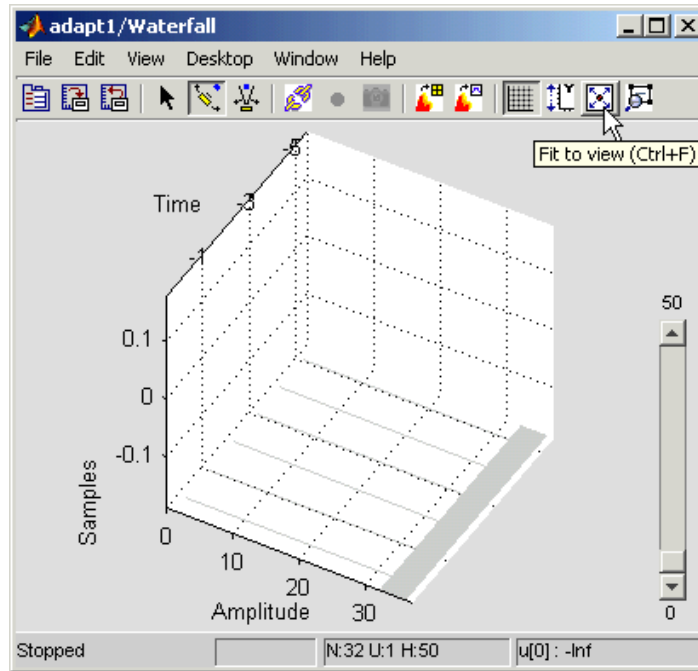 adapt1/Waterfall
File Edit View Desktop Window Help
Fit to view (Ctrl+F)
-5
Time -3
-1
50
0.1
0
-0.1
Samples
0
10
20
30
Amplitude
0
Stopped N:32 U:1 H:50 u[0] : -Inf